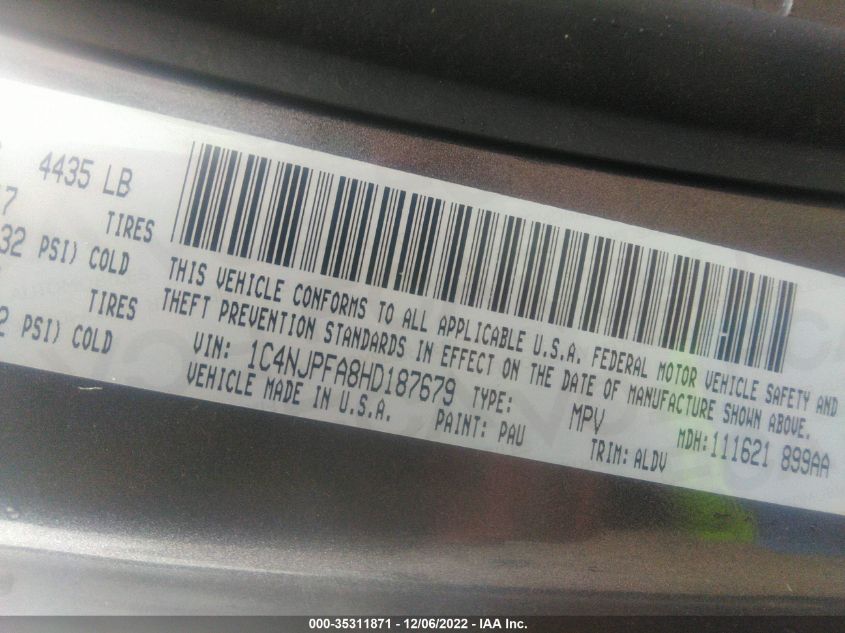 4435 LB
7
TIRES
32 PSI) COLD
TIRES
2 PSI) COLD
THIS VEHICLE CONFORMS TO ALL APPLICABLE U.S.A. FEDERAL MOTOR VEHICLE SAFETY AND
THEFT PREVENTION STANDARDS IN EFFECT ON THE DATE OF MANUFACTURE SHOWN ABOVE.
VIN: 1C4NJPFA8HD187679 TYPE: MPV MDH:111621 899AA
VEHICLE MADE IN U.S.A. PAINT: PAU TRIM: ALDV
000-35311871 - 12/06/2022 - IAA Inc.